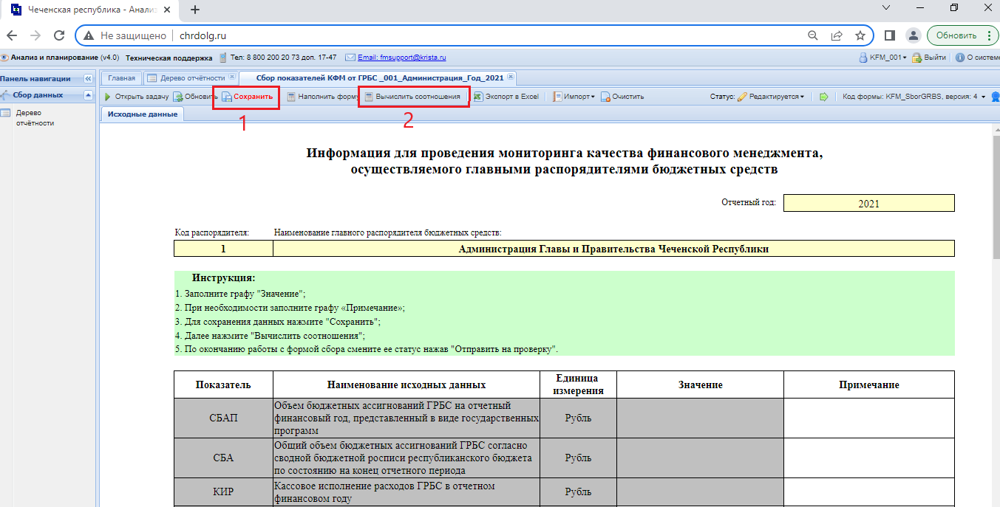 Чеченская республика - Анализ
Не защищено
chrdolg.ru
Обновить
Анализ и планирование (v4.0)
Техническая поддержка
Тел: 8 800 200 20 73 доп. 17-47
Email: fmsupport@krista.ru
KFM_001
Выйти
О системе
Панель навигации
Главная
Дерево отчётности
Сбор показателей КФМ от ГРБС _001_Администрация_Год_2021
Сбор данных
Открыть задачу
Обновить
Сохранить
Наполнить форму
Вычислить соотношения
Экспорт в Excel
Импорт
Очистить
Статус:
Редактируется
Код формы: KFM_SborGRBS, версия: 4
Дерево
отчётности
Исходные данные
1
2
Информация для проведения мониторинга качества финансового менеджмента,
осуществляемого главными распорядителями бюджетных средств
Отчетный год:
2021
Код распорядителя:
Наименование главного распорядителя бюджетных средств:
1
Администрация Главы и Правительства Чеченской Республики
Инструкция:
1. Заполните графу "Значение";
2. При необходимости заполните графу «Примечание»;
3. Для сохранения данных нажмите "Сохранить";
4. Далее нажмите "Вычислить соотношения";
5. По окончанию работы с формой сбора смените ее статус нажав "Отправить на проверку".
Показатель
Наименование исходных данных
Единица
измерения
Значение
Примечание
СБАП
Объем бюджетных ассигнований ГРБС на отчетный
финансовый год, представленный в виде государственных
программ
Рубль
СБА
Общий объем бюджетных ассигнований ГРБС согласно
сводной бюджетной росписи республиканского бюджета
по состоянию на конец отчетного периода
Рубль
КИР
Кассовое исполнение расходов ГРБС в отчетном
финансовом году
Рубль